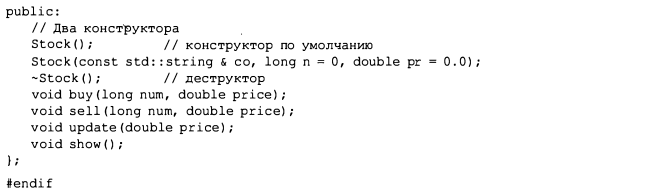 public:
// Два конструктора
Stock(); // конструктор по умолчанию
Stock(const std::string & co, long n = 0, double pr = 0.0);
~Stock(); // деструктор
void buy(long num, double price);
void sell(long num, double price);
void update(double price);
void show();
};
#endif